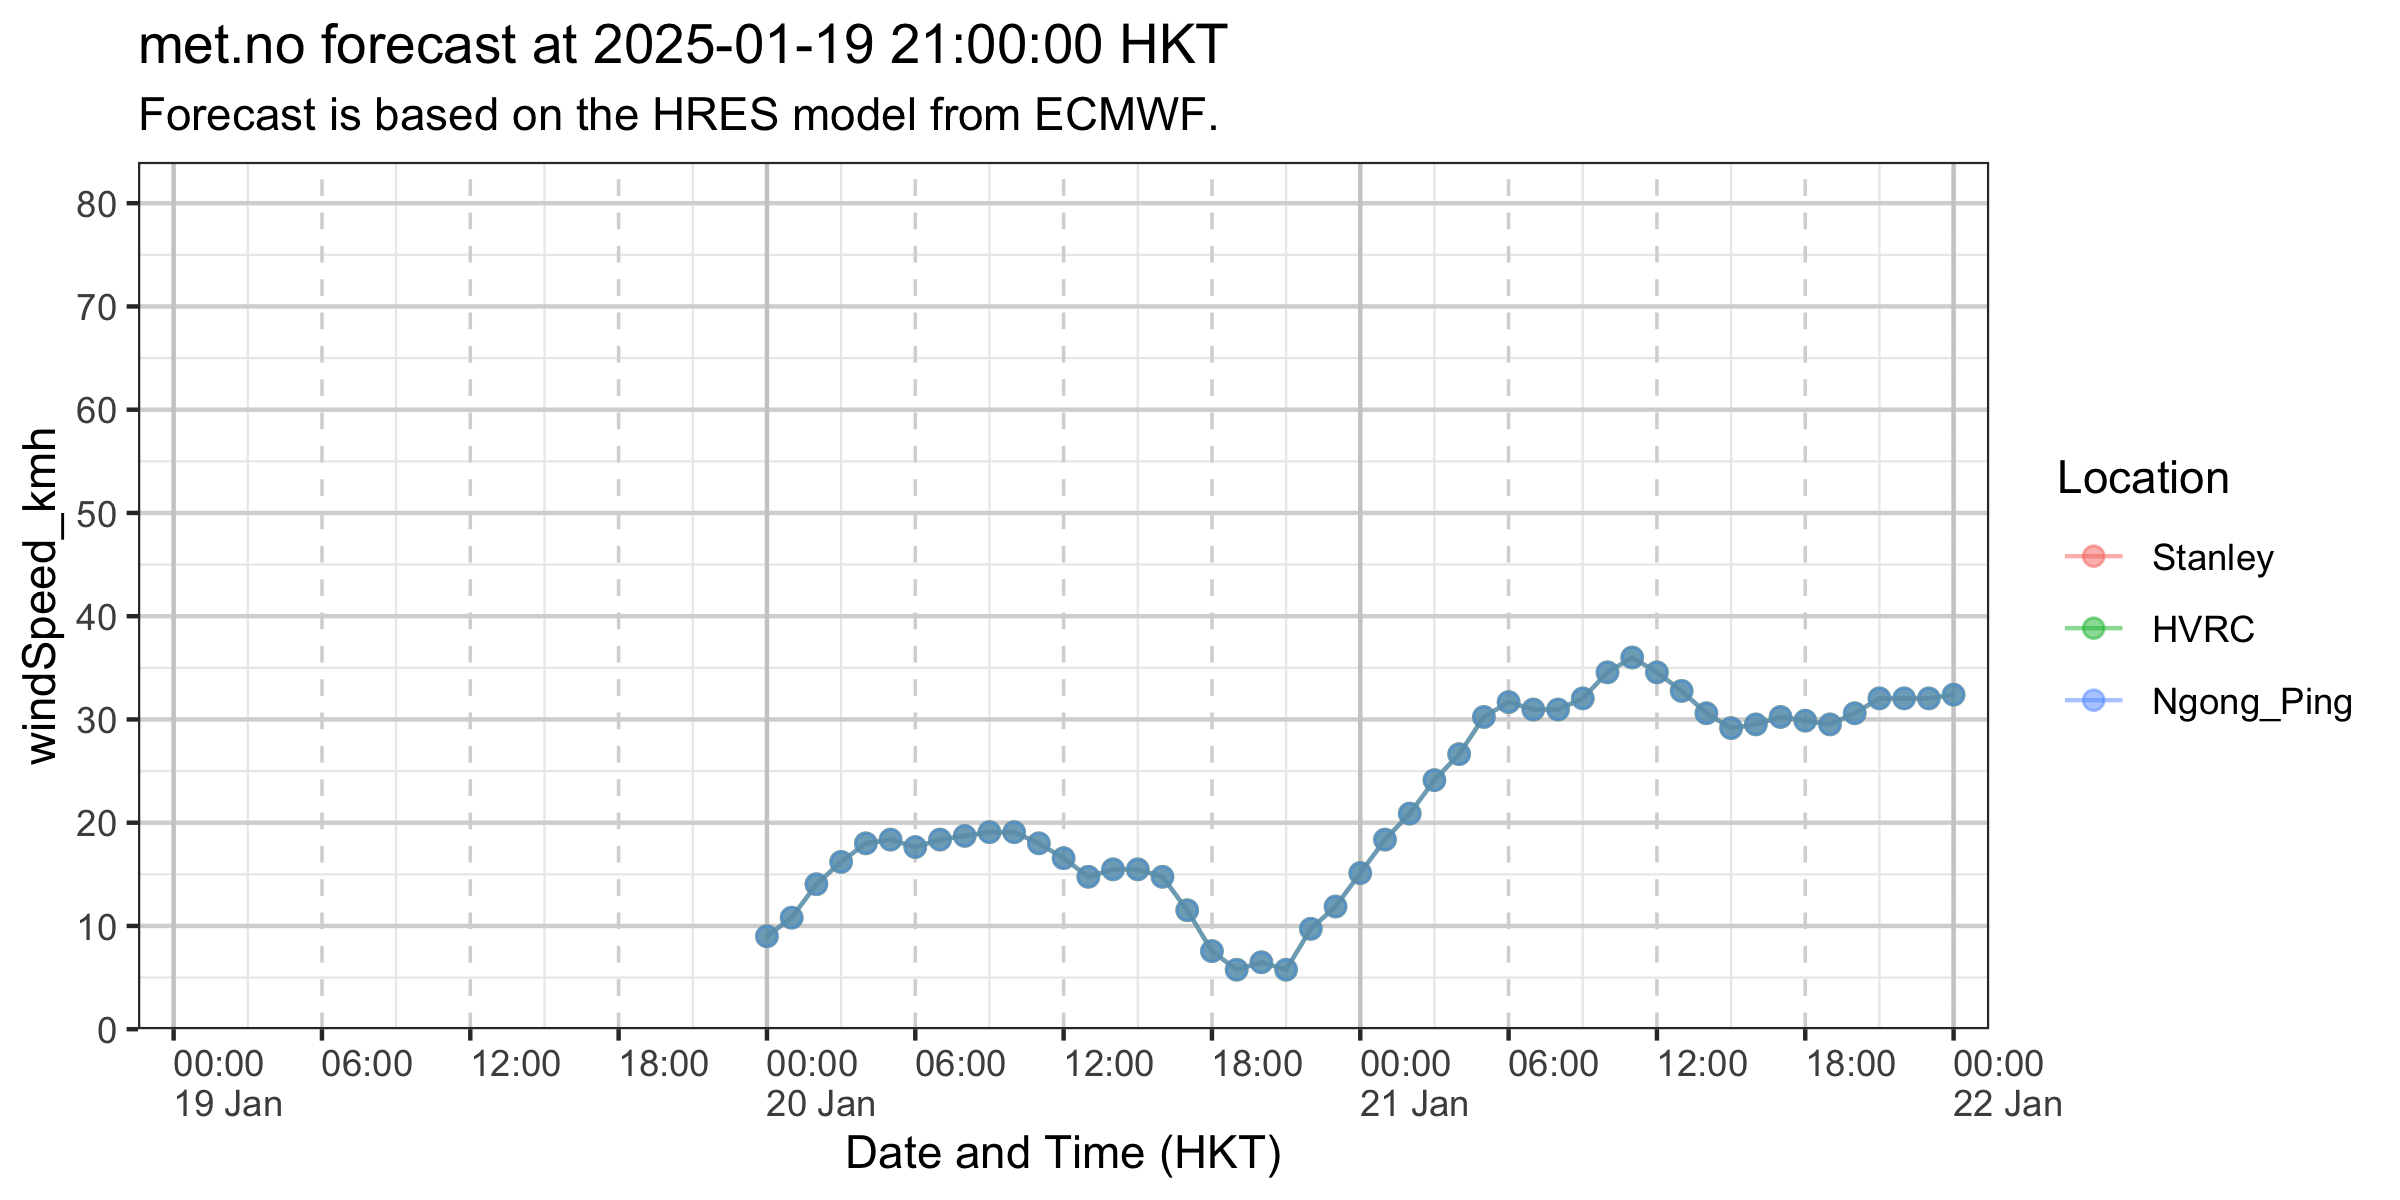 met.no forecast at 2025-01-19 21:00:00 HKT
Forecast is based on the HRES model from ECMWF.
windSpeed_kmh
80
70
60
50
40
30
20
10
0
00:00 06:00 12:00 18:00 00:00 06:00 12:00 18:00 00:00 06:00 12:00 18:00 00:00
19 Jan 20 Jan 21 Jan 22 Jan
Date and Time (HKT)
Location
Stanley
HVRC
Ngong_Ping